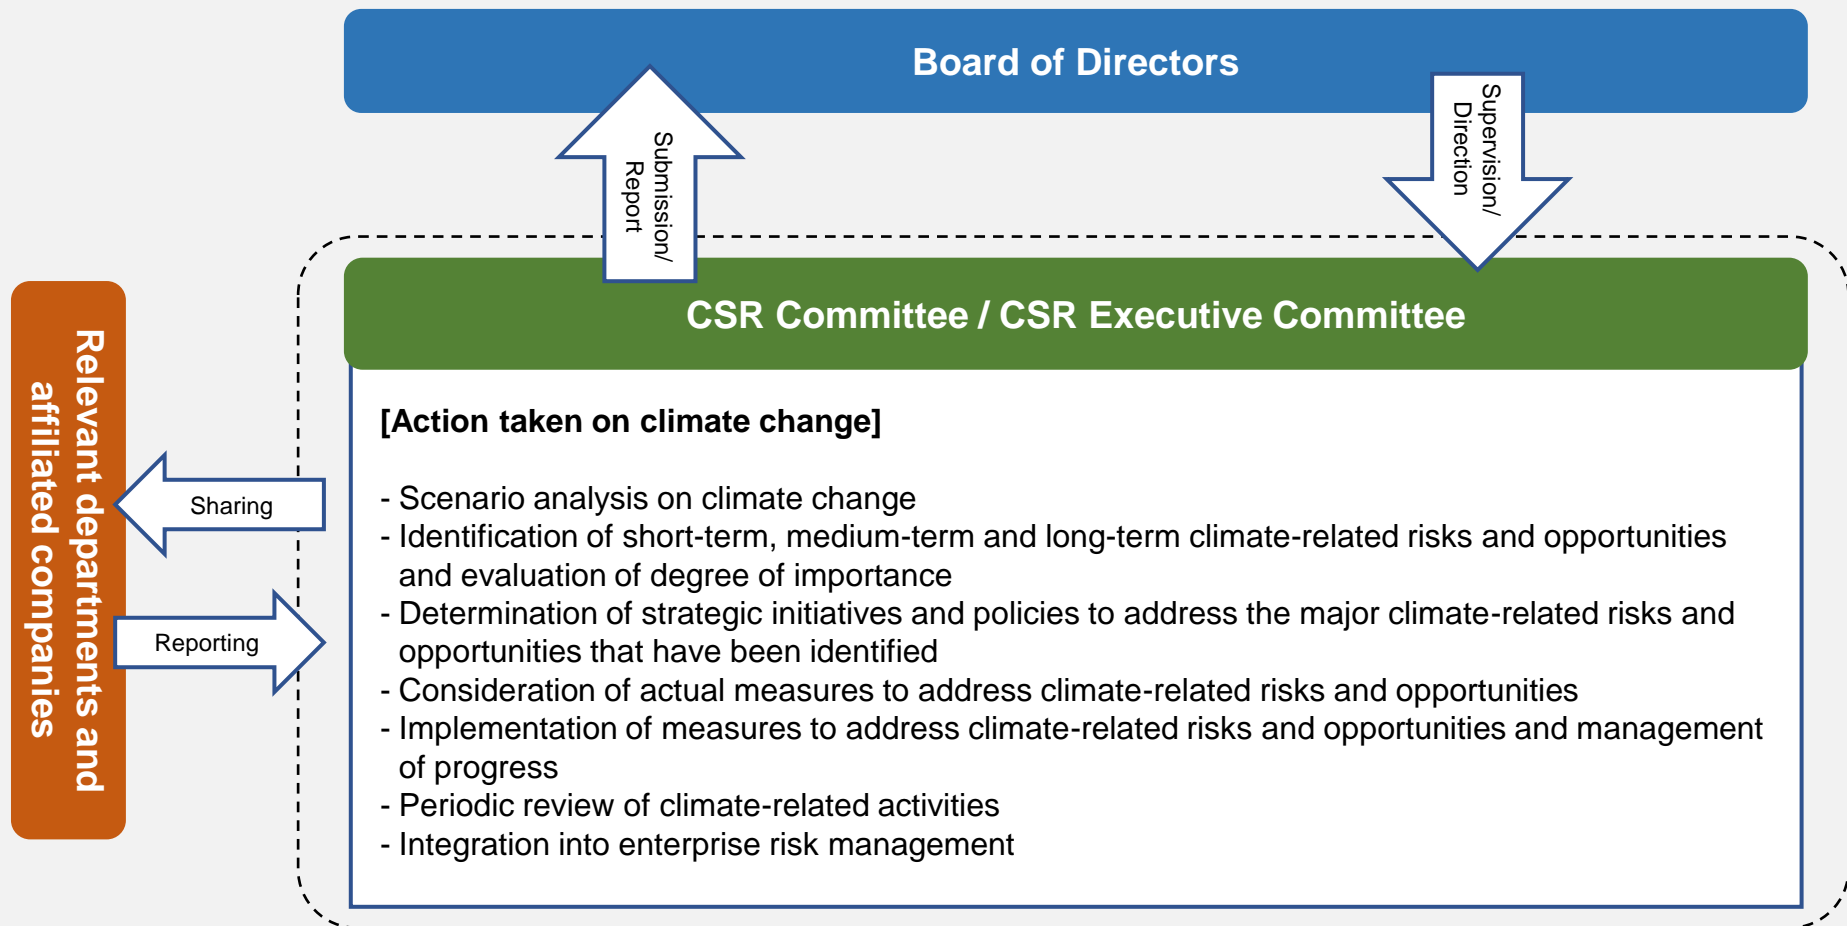 Board of Directors
Submission/
Report
Supervision/
Direction
CSR Committee / CSR Executive Committee
Relevant departments and
affiliated companies
Sharing
Reporting
[Action taken on climate change]
- Scenario analysis on climate change
- Identification of short-term, medium-term and long-term climate-related risks and opportunities
and evaluation of degree of importance
- Determination of strategic initiatives and policies to address the major climate-related risks and
opportunities that have been identified
- Consideration of actual measures to address climate-related risks and opportunities
- Implementation of measures to address climate-related risks and opportunities and management
of progress
- Periodic review of climate-related activities
- Integration into enterprise risk management